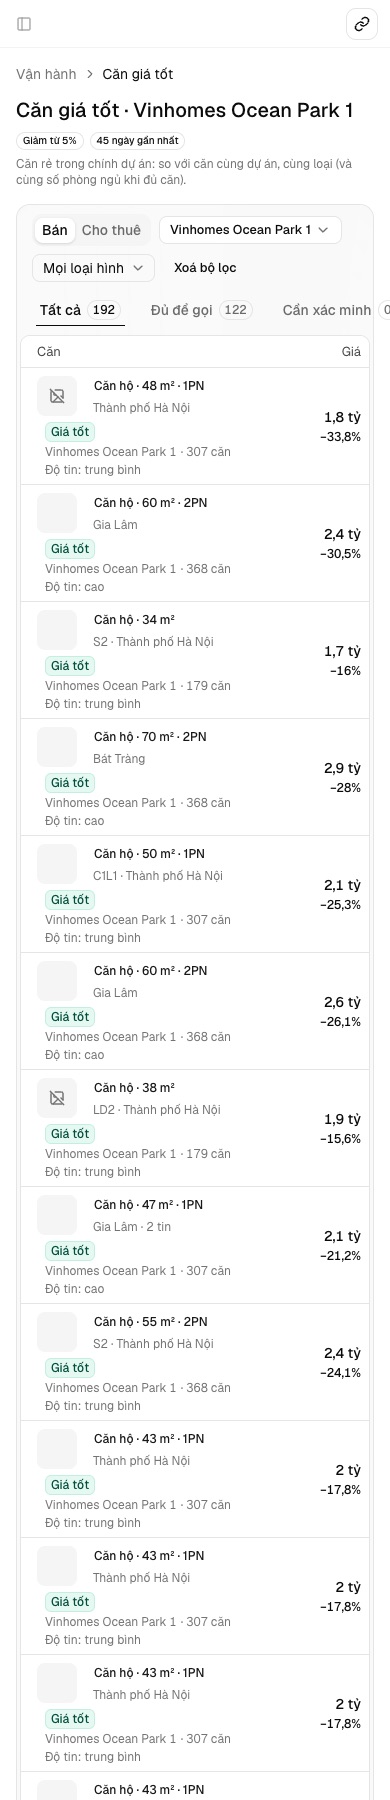 Vận hành > Căn giá tốt
Căn giá tốt · Vinhomes Ocean Park 1
Giảm từ 5% 45 ngày gần nhất
Căn rẻ trong chính dự án: so với căn cùng dự án, cùng loại (và
cùng số phòng ngủ khi đủ căn).
Bán Cho thuê Vinhomes Ocean Park 1
Mọi loại hình Xoá bộ lọc
Tất cả 192 Đủ để gọi 122 Cần xác minh
Căn Giá
Căn hộ · 48 m² · 1PN
Thành phố Hà Nội
1,8 tỷ
−33,8%
Giá tốt
Vinhomes Ocean Park 1 · 307 căn
Độ tin: trung bình
Căn hộ · 60 m² · 2PN
Gia Lâm
2,4 tỷ
−30,5%
Giá tốt
Vinhomes Ocean Park 1 · 368 căn
Độ tin: cao
Căn hộ · 34 m²
S2 · Thành phố Hà Nội
1,7 tỷ
−16%
Giá tốt
Vinhomes Ocean Park 1 · 179 căn
Độ tin: trung bình
Căn hộ · 70 m² · 2PN
Bát Tràng
2,9 tỷ
−28%
Giá tốt
Vinhomes Ocean Park 1 · 368 căn
Độ tin: cao
Căn hộ · 50 m² · 1PN
C1L1 · Thành phố Hà Nội
2,1 tỷ
−25,3%
Giá tốt
Vinhomes Ocean Park 1 · 307 căn
Độ tin: trung bình
Căn hộ · 60 m² · 2PN
Gia Lâm
2,6 tỷ
−26,1%
Giá tốt
Vinhomes Ocean Park 1 · 368 căn
Độ tin: cao
Căn hộ · 38 m²
LD2 · Thành phố Hà Nội
1,9 tỷ
−15,6%
Giá tốt
Vinhomes Ocean Park 1 · 179 căn
Độ tin: trung bình
Căn hộ · 47 m² · 1PN
Gia Lâm · 2 tin
2,1 tỷ
−21,2%
Giá tốt
Vinhomes Ocean Park 1 · 307 căn
Độ tin: cao
Căn hộ · 55 m² · 2PN
S2 · Thành phố Hà Nội
2,4 tỷ
−24,1%
Giá tốt
Vinhomes Ocean Park 1 · 368 căn
Độ tin: trung bình
Căn hộ · 43 m² · 1PN
Thành phố Hà Nội
2 tỷ
−17,8%
Giá tốt
Vinhomes Ocean Park 1 · 307 căn
Độ tin: trung bình
Căn hộ · 43 m² · 1PN
Thành phố Hà Nội
2 tỷ
−17,8%
Giá tốt
Vinhomes Ocean Park 1 · 307 căn
Độ tin: trung bình
Căn hộ · 43 m² · 1PN
Thành phố Hà Nội
2 tỷ
−17,8%
Giá tốt
Vinhomes Ocean Park 1 · 307 căn
Độ tin: trung bình
Căn hộ · 43 m² · 1PN